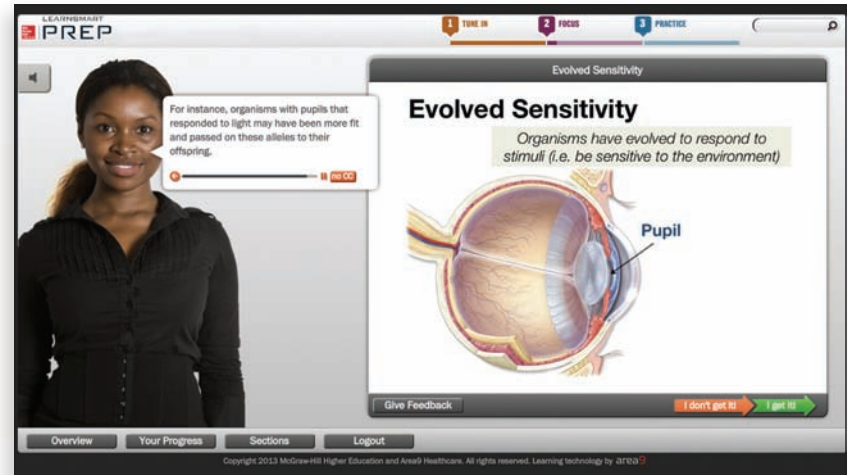 LEARNSMART
PREP
1 TUNE IN
2 FOCUS
3 PRACTICE
Evolved Sensitivity
For instance, organisms with pupils that
responded to light may have been more fit
and passed on these alleles to their
offspring.
no CC
Evolved Sensitivity
Organisms have evolved to respond to
stimuli (i.e. be sensitive to the environment)
Pupil
Give Feedback
I don't get it!
I get it!
Overview
Your Progress
Sections
Logout
Copyright 2013 McGraw-Hill Higher Education and Area9 Healthcare. All rights reserved. Learning technology by area9